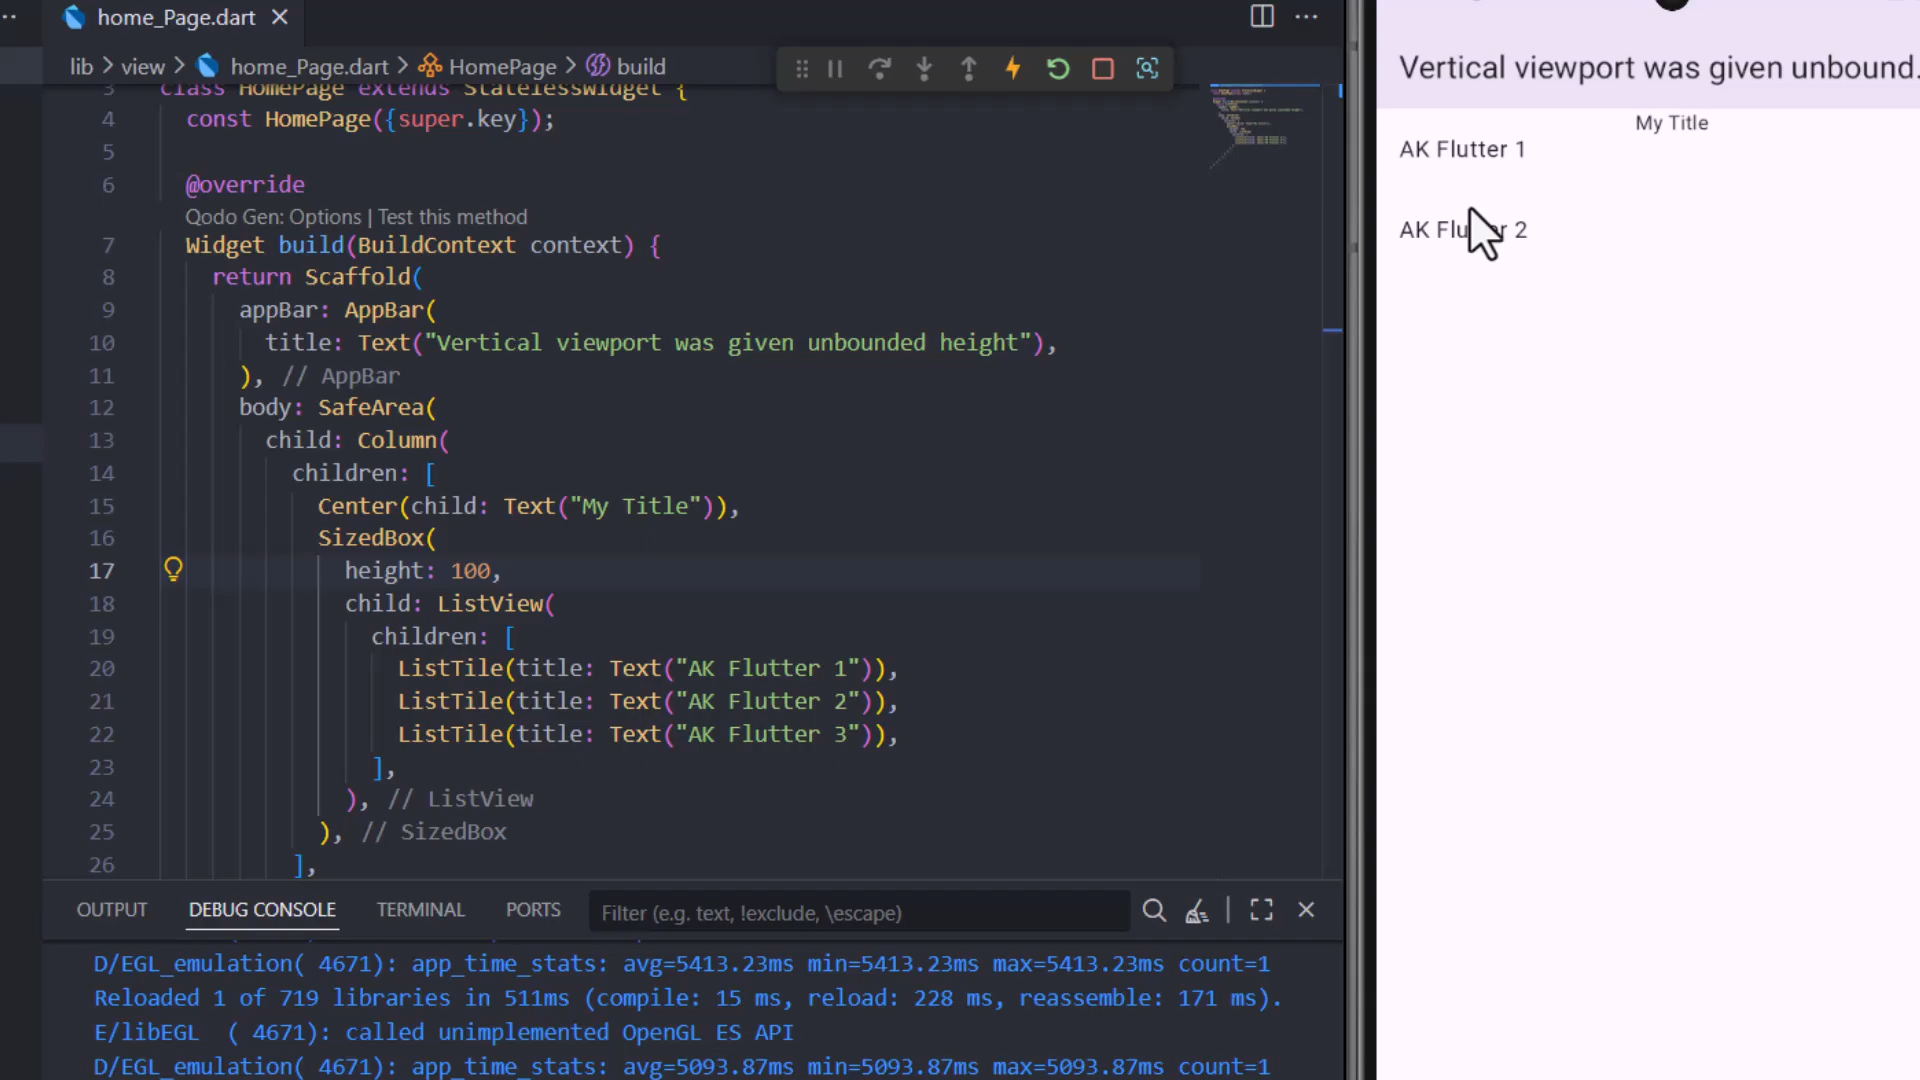 home_Page.dart
lib > view > home_Page.dart > HomePage > build
3 class HomePage extends StatelessWidget {
4 const HomePage({super.key});
5
6 @override
Qodo Gen: Options | Test this method
7 Widget build(BuildContext context) {
8 return Scaffold(
9 appBar: AppBar(
10 title: Text("Vertical viewport was given unbounded height"),
11 ), // AppBar
12 body: SafeArea(
13 child: Column(
14 children: [
15 Center(child: Text("My Title")),
16 SizedBox(
17 height: 100,
18 child: ListView(
19 children: [
20 ListTile(title: Text("AK Flutter 1")),
21 ListTile(title: Text("AK Flutter 2")),
22 ListTile(title: Text("AK Flutter 3")),
23 ],
24 ), // ListView
25 ), // SizedBox
26 ],
OUTPUT DEBUG CONSOLE TERMINAL PORTS Filter (e.g. text, !exclude, \escape)
D/EGL_emulation( 4671): app_time_stats: avg=5413.23ms min=5413.23ms max=5413.23ms count=1
Reloaded 1 of 719 libraries in 511ms (compile: 15 ms, reload: 228 ms, reassemble: 171 ms).
E/libEGL ( 4671): called unimplemented OpenGL ES API
D/EGL_emulation( 4671): app_time_stats: avg=5093.87ms min=5093.87ms max=5093.87ms count=1
Vertical viewport was given unbound.
My Title
AK Flutter 1
AK Flutter 2